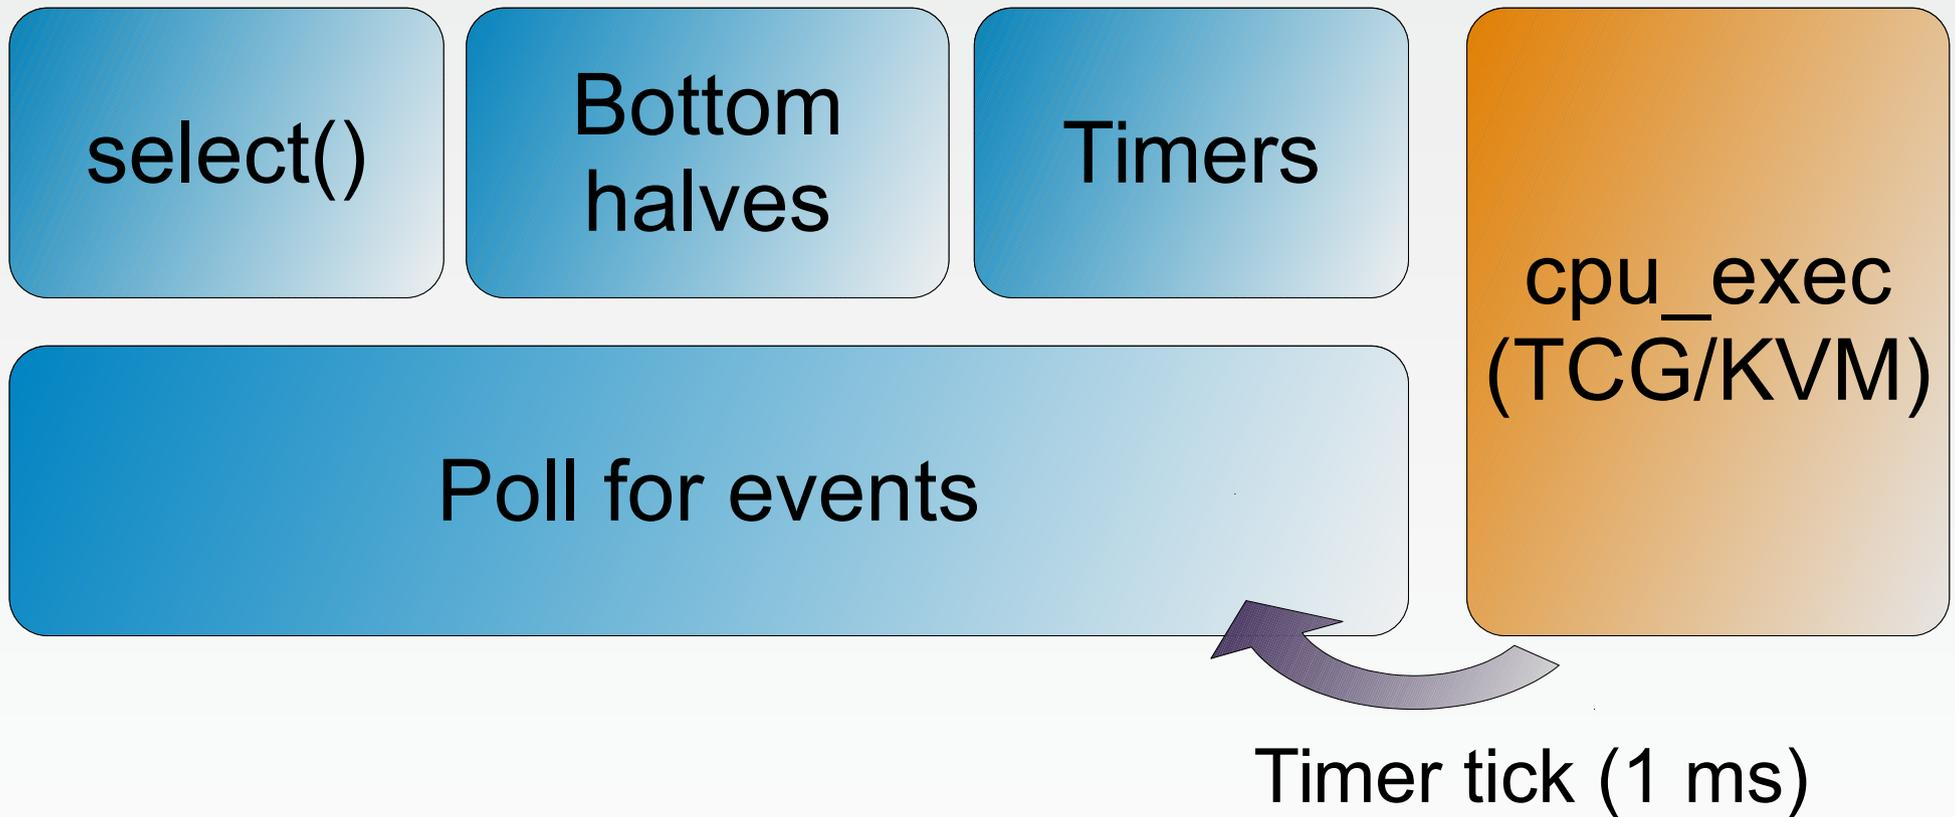 select()
Bottom
halves
Timers
cpu_exec
(TCG/KVM)
Poll for events
Timer tick (1 ms)